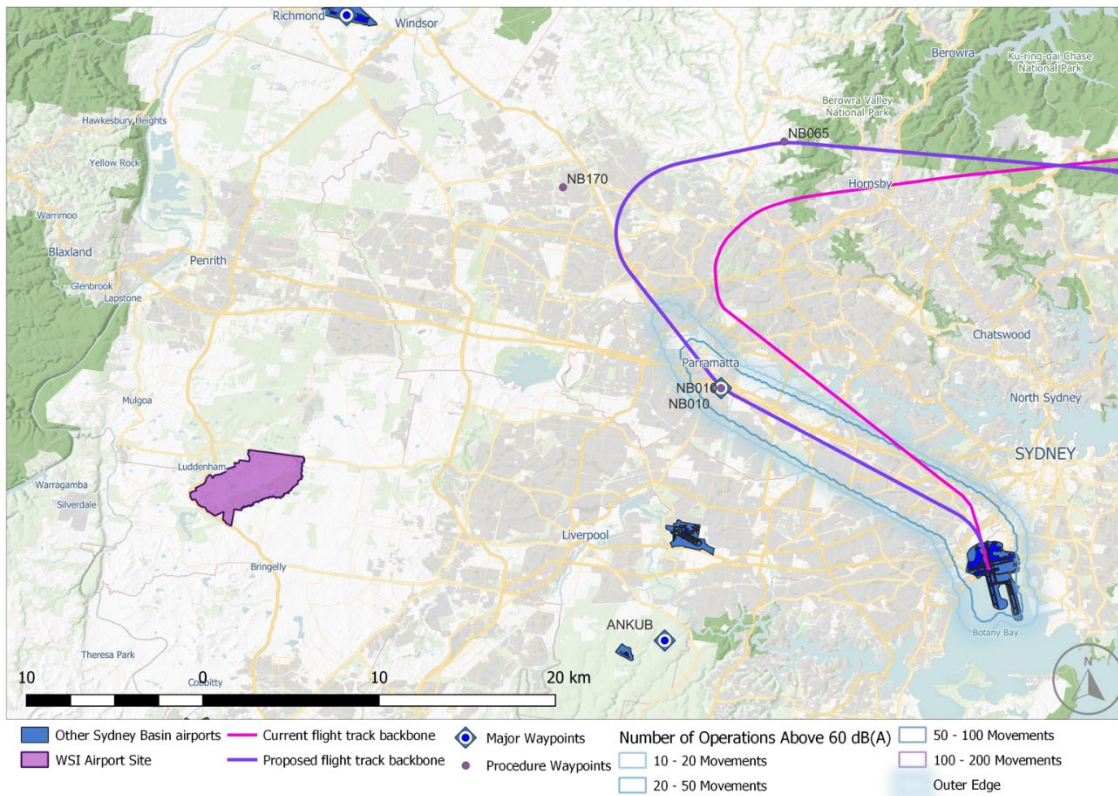 Richmond
Windsor
Berowra
Ku-ring-gai Chase
National Park
Berowra Valley
National Park
Hawkesbury Heights
NB065
Yellow Rock
NB170
Hornsby
Warrimoo
Blaxland
Penrith
Glenbrook
Lapstone
Chatswood
Parramatta
NB010
NB010
Mulgoa
North Sydney
SYDNEY
Luddenham
Warragamba
Silverdale
Liverpool
Bringelly
ANKUB
Botany Bay
Theresa Park
Cobbitty
N
10 0 10 20 km
Other Sydney Basin airports
WSI Airport Site
Current flight track backbone
Proposed flight track backbone
Major Waypoints
Procedure Waypoints
Number of Operations Above 60 dB(A)
10 - 20 Movements
20 - 50 Movements
50 - 100 Movements
100 - 200 Movements
Outer Edge